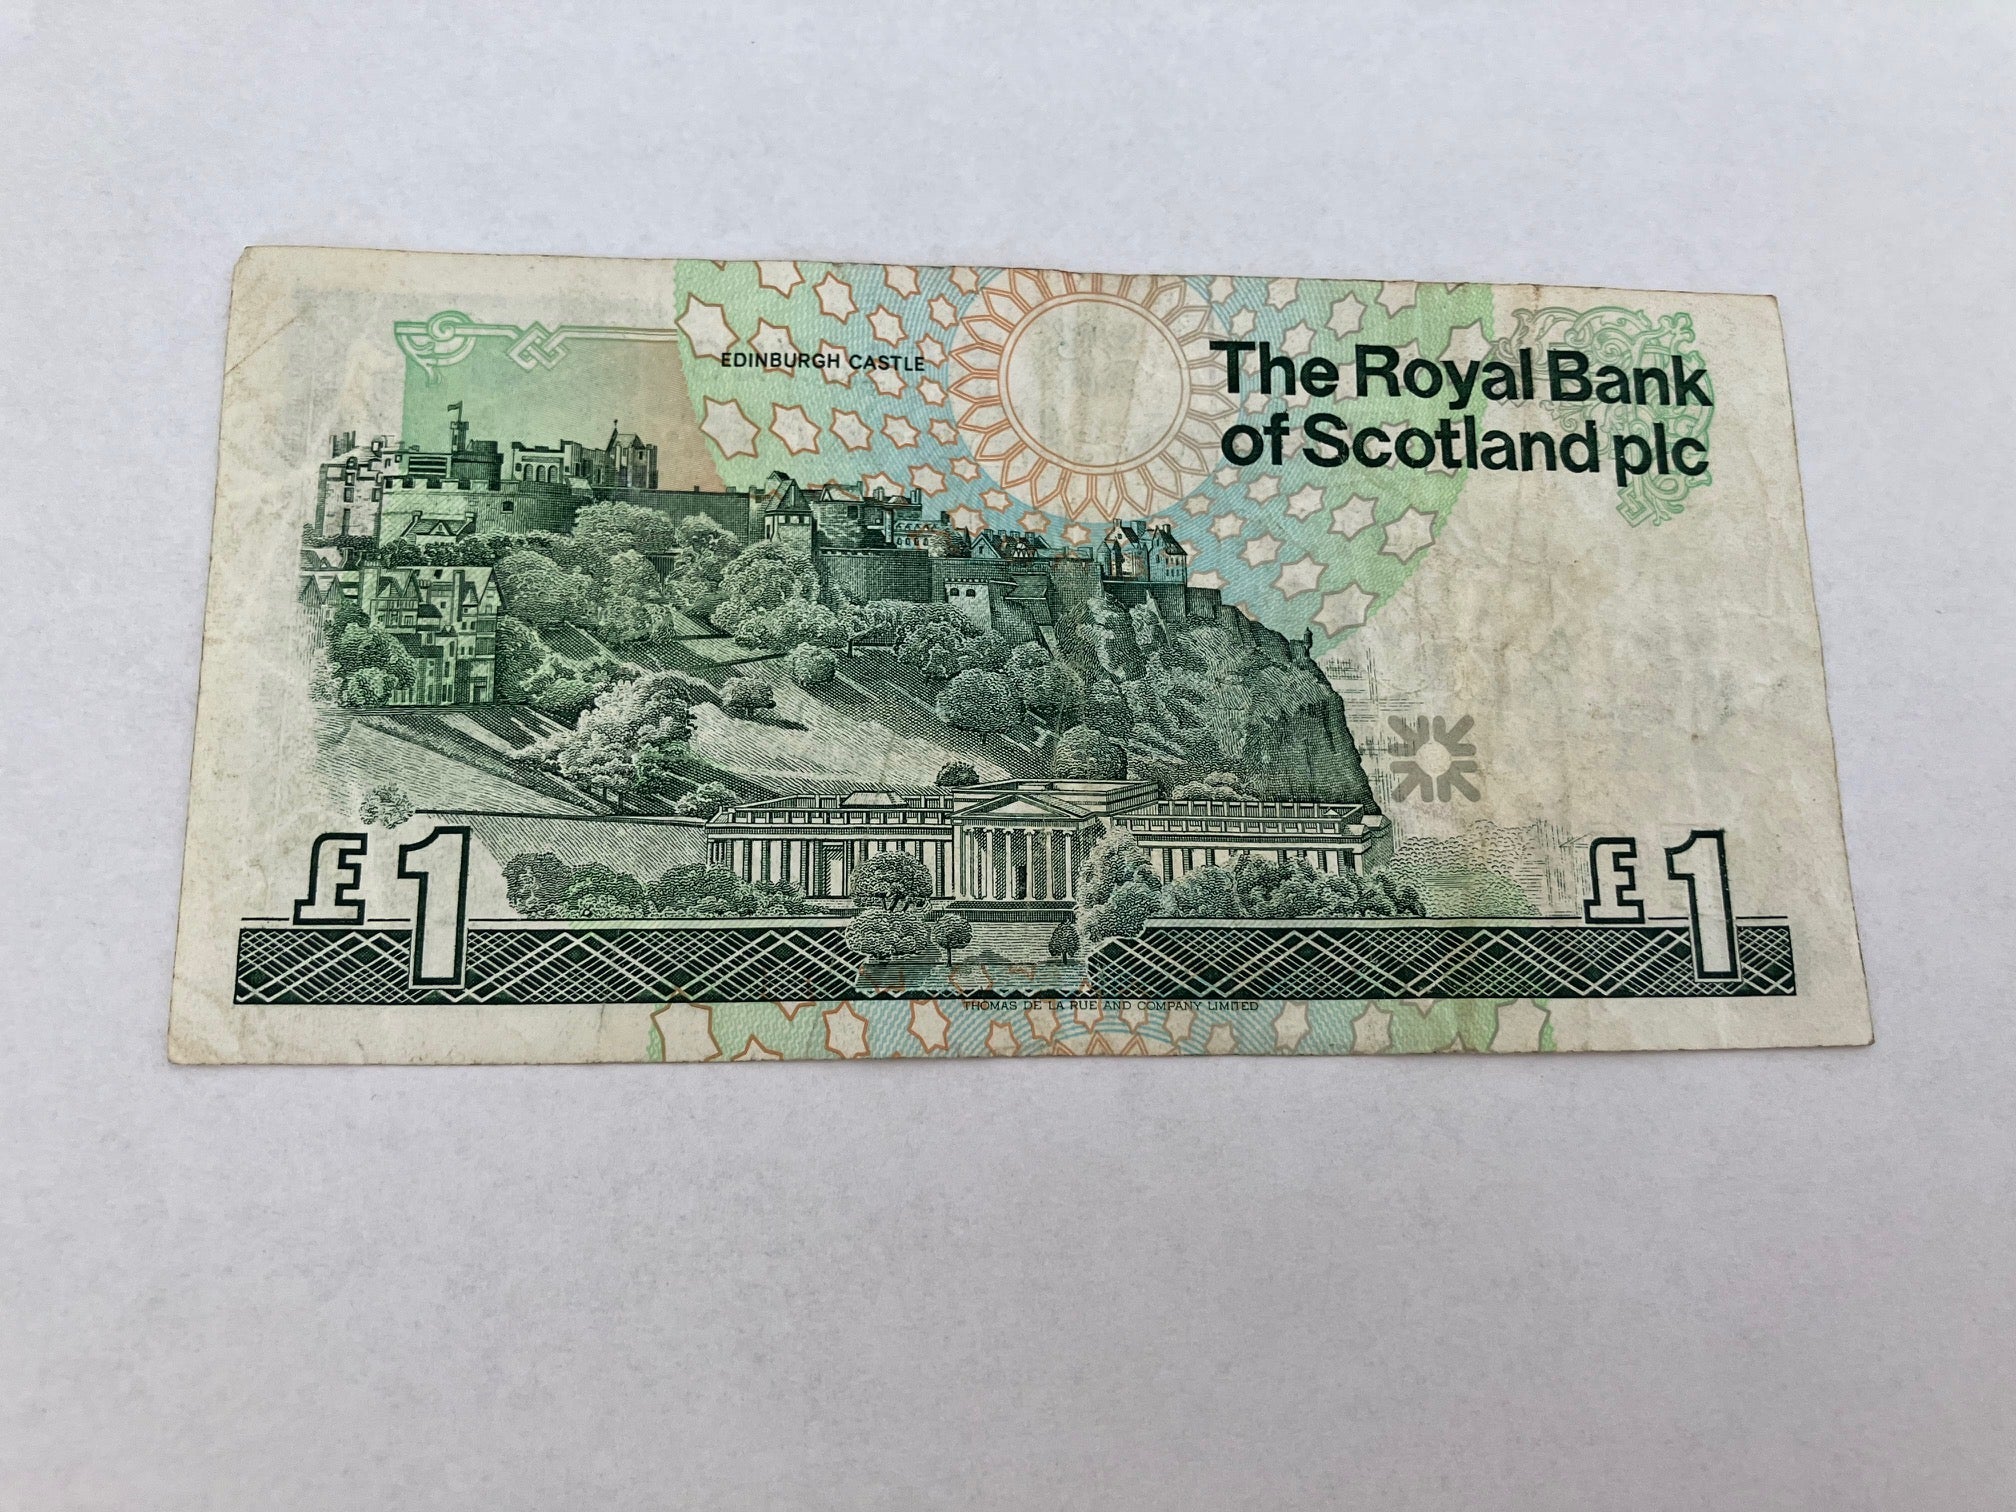 EDINBURGH CASTLE
The Royal Bank
of Scotland plc
£1
£1
THOMAS DE LA RUE AND COMPANY LIMITED